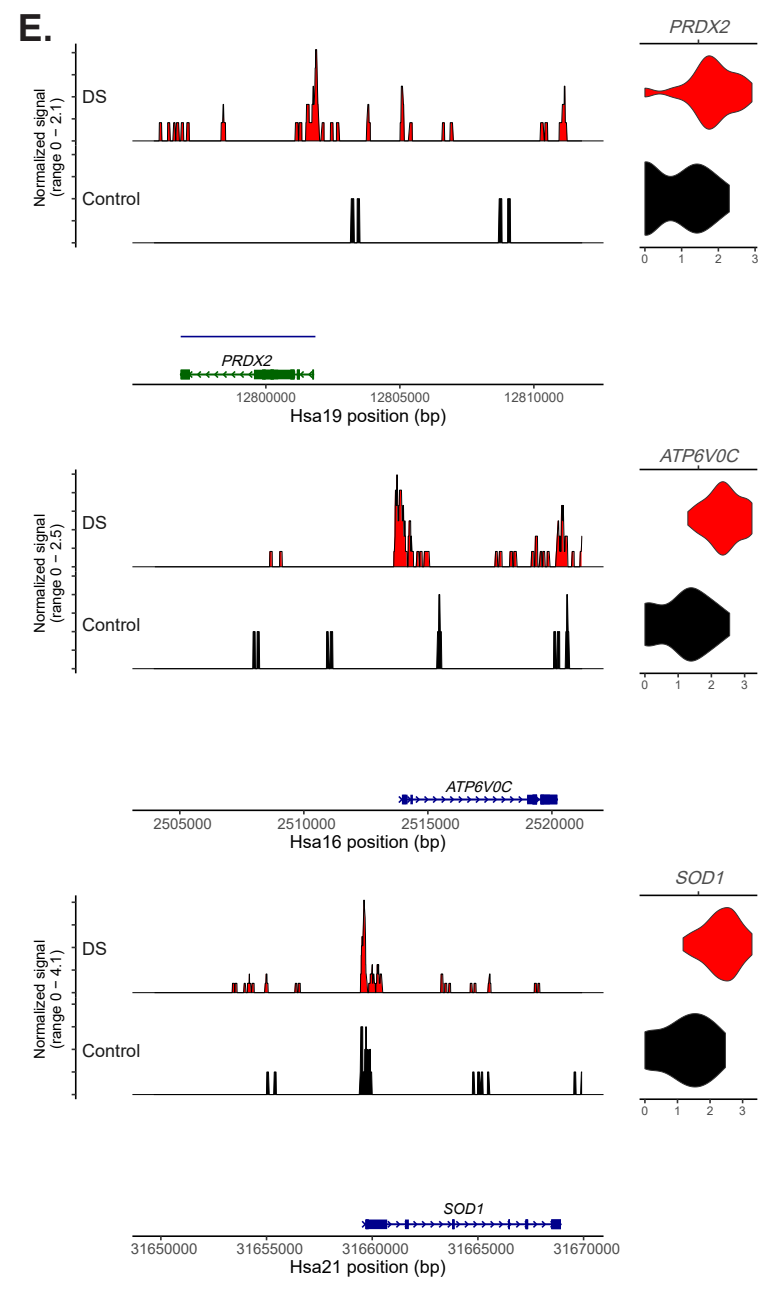 E.
PRDX2
Normalized signal
(range 0 – 2.1)
DS
Control
0 1 2 3
PRDX2
12800000 12805000 12810000
Hsa19 position (bp)
ATP6V0C
Normalized signal
(range 0 – 2.5)
DS
Control
0 1 2 3
ATP6V0C
2505000 2510000 2515000 2520000
Hsa16 position (bp)
SOD1
Normalized signal
(range 0 – 4.1)
DS
Control
0 1 2 3
SOD1
31650000 31655000 31660000 31665000 31670000
Hsa21 position (bp)